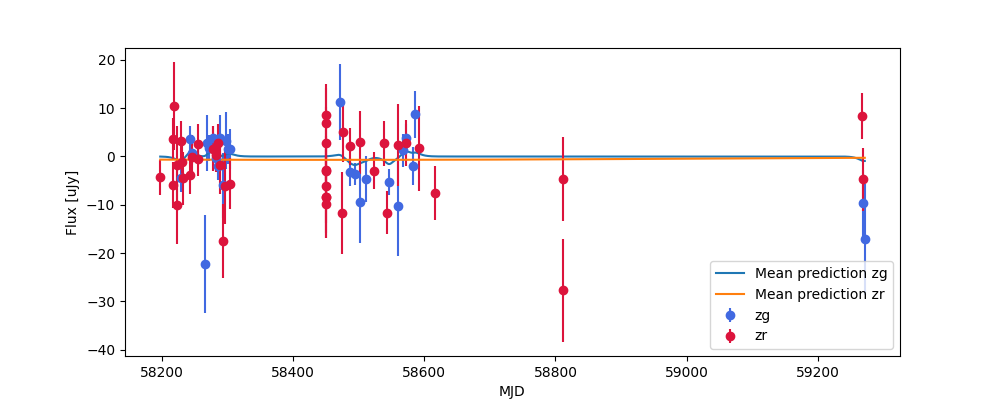 20
10
0
−10
−20
−30
−40
Flux [uJy]
58200
58400
58600
58800
59000
59200
MJD
Mean prediction zg
Mean prediction zr
zg
zr